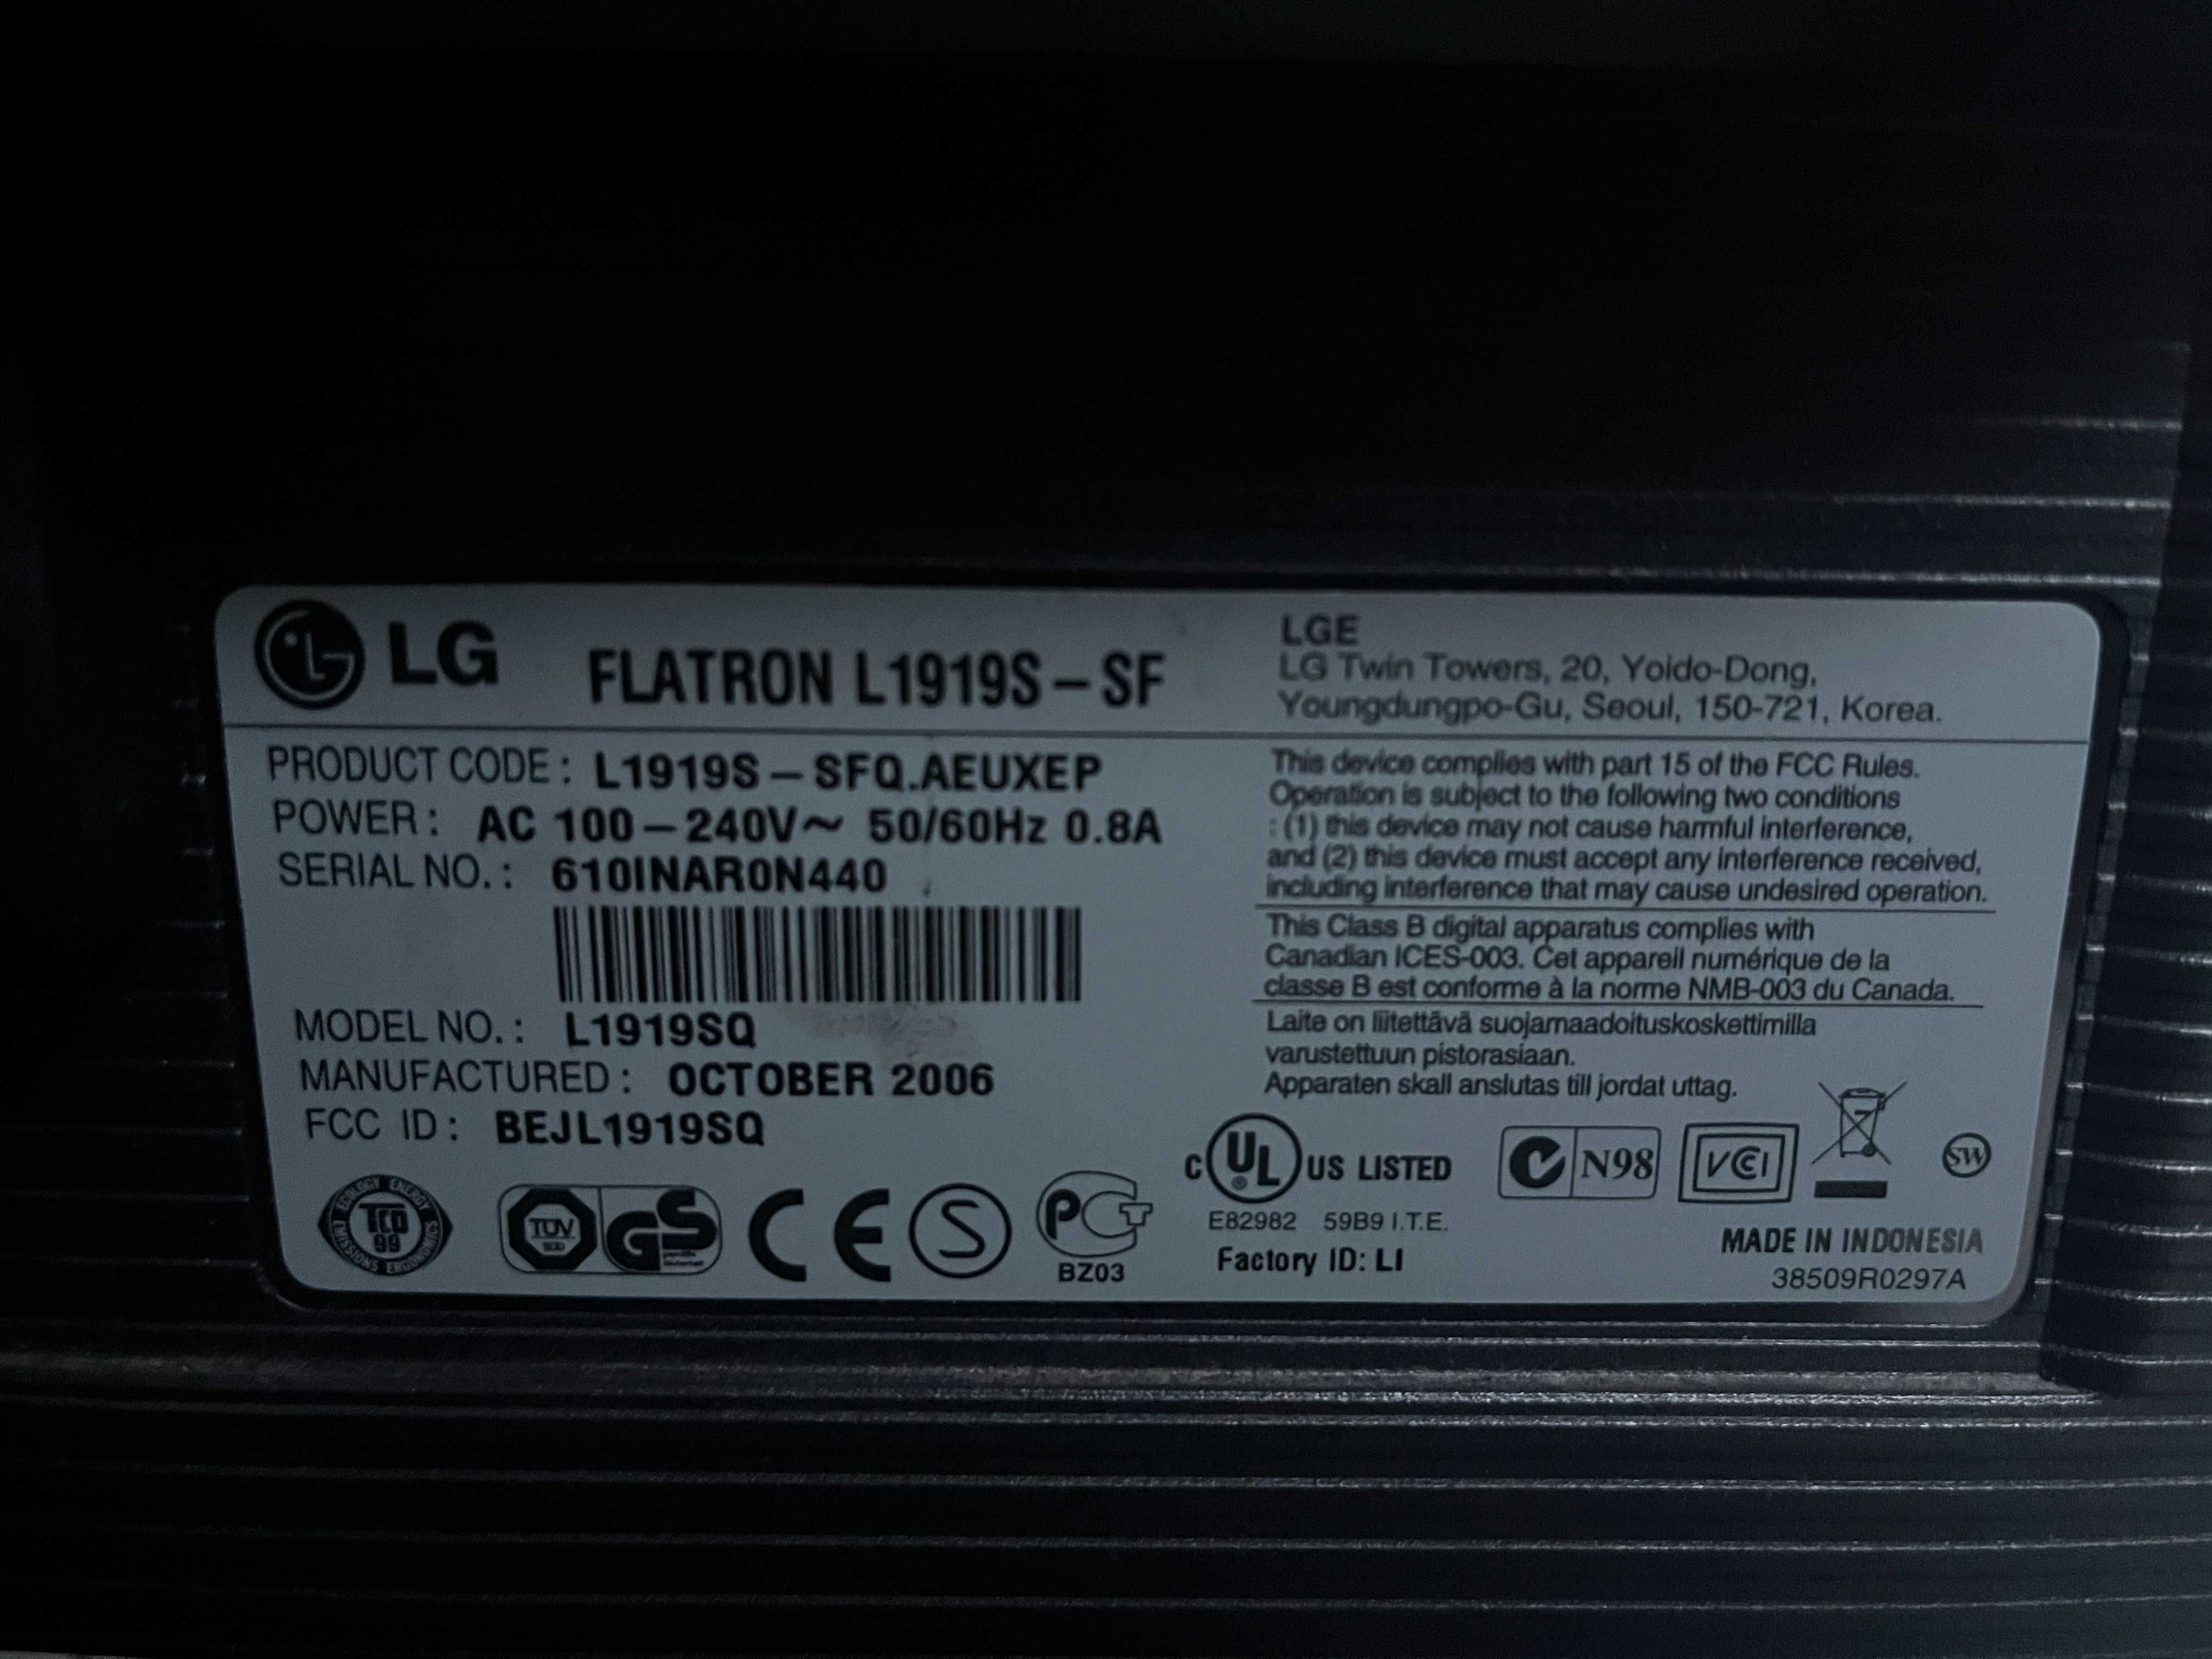 LG FLATRON L1919S-SF
LGE
LG Twin Towers, 20, Yoido-Dong,
Youngdungpo-Gu, Seoul, 150-721, Korea.
PRODUCT CODE: L1919S-SFQ.AEUXEP
POWER: AC 100-240V~ 50/60Hz 0.8A
SERIAL NO.: 610INAR0N440
MODEL NO.: L1919SQ
MANUFACTURED: OCTOBER 2006
FCC ID: BEJL1919SQ
This device complies with part 15 of the FCC Rules.
Operation is subject to the following two conditions
: (1) this device may not cause harmful interference,
and (2) this device must accept any interference received,
including interference that may cause undesired operation.
This Class B digital apparatus complies with
Canadian ICES-003. Cet appareil numérique de la
classe B est conforme à la norme NMB-003 du Canada.
Laite on liitettävä suojamaadoituskoskettimilla
varustettuun pistorasiaan.
Apparaten skall anslutas till jordat uttag.
ECOLOGY ENERGY
TCO
99
EMISSIONS ERGONOMICS
TÜV
SÜD
GS
CE
S
PCT
BZ03
c UL ® US LISTED
E82982 59B9 I.T.E.
Factory ID: LI
N98
VCCI
SW
MADE IN INDONESIA
38509R0297A